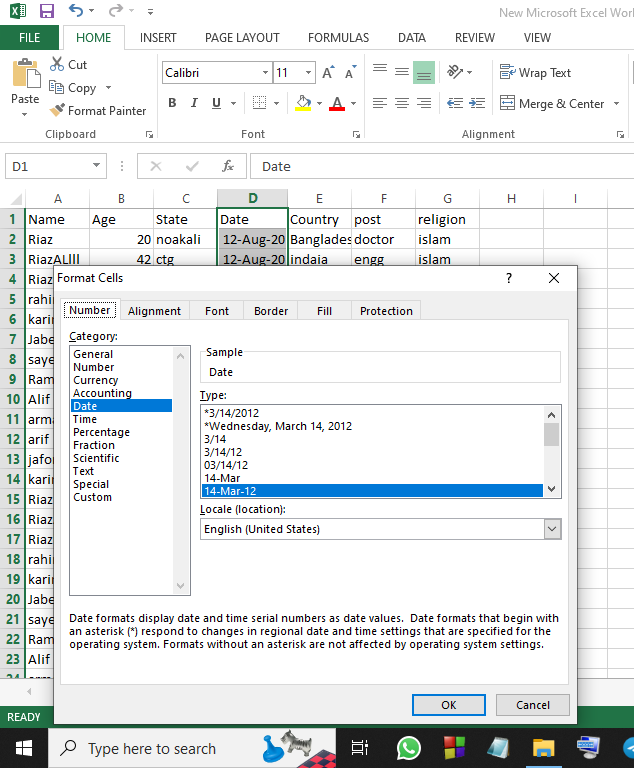 New Microsoft Excel Wor
FILE HOME INSERT PAGE LAYOUT FORMULAS DATA REVIEW VIEW
Paste
Cut
Copy
Format Painter
Clipboard
Calibri 11 A A
B I U A
Font
Wrap Text
Merge & Center
Alignment
D1 fx Date
A B C D E F G H I
1 Name Age State Date Country post religion
2 Riaz 20 noakali 12-Aug-20 Banglades doctor islam
3 RiazALlll 42 ctg 12-Aug-20 indaia engg islam
4 Riaz
5 rahi
6 karin
7 Jabe
8 saye
9 Ram
10 Alif
11 arma
12 arif
13 jafo
14 karin
15 Riaz
16 Riaz
17 Riaz
18 rahi
19 karin
20 Jabe
21 saye
22 Ram
23 Alif
24
Format Cells ?
Number Alignment Font Border Fill Protection
Category:
General
Number
Currency
Accounting
Date
Time
Percentage
Fraction
Scientific
Text
Special
Custom
Sample
Date
Type:
*3/14/2012
*Wednesday, March 14, 2012
3/14
3/14/12
03/14/12
14-Mar
14-Mar-12
Locale (location):
English (United States)
Date formats display date and time serial numbers as date values. Date formats that begin with
an asterisk (*) respond to changes in regional date and time settings that are specified for the
operating system. Formats without an asterisk are not affected by operating system settings.
OK Cancel
READY
Type here to search